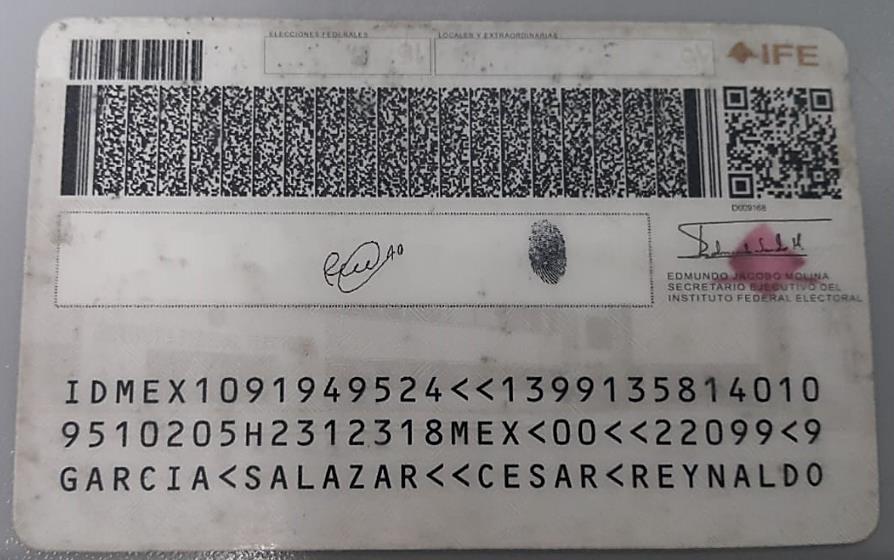 ELECCIONES FEDERALES LOCALES Y EXTRAORDINARIAS
IFE
D009168
EDMUNDO JACOBO MOLINA
SECRETARIO EJECUTIVO DEL
INSTITUTO FEDERAL ELECTORAL
IDMEX1091949524<<1399135814010
9510205H2312318MEX<00<<22099<9
GARCIA<SALAZAR<<CESAR<REYNALDO